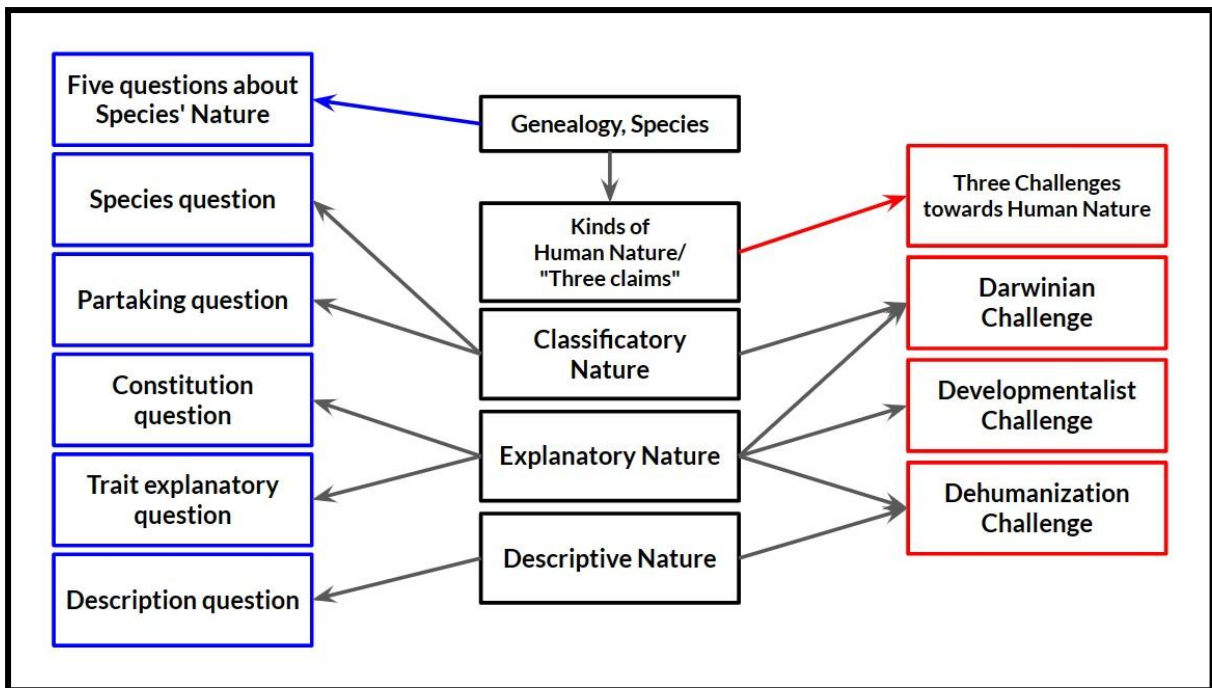 Five questions about
Species' Nature
Species question
Partaking question
Constitution
question
Trait explanatory
question
Description question
Genealogy, Species
Kinds of
Human Nature/
"Three claims"
Classificatory
Nature
Explanatory Nature
Descriptive Nature
Three Challenges
towards Human Nature
Darwinian
Challenge
Developmentalist
Challenge
Dehumanization
Challenge